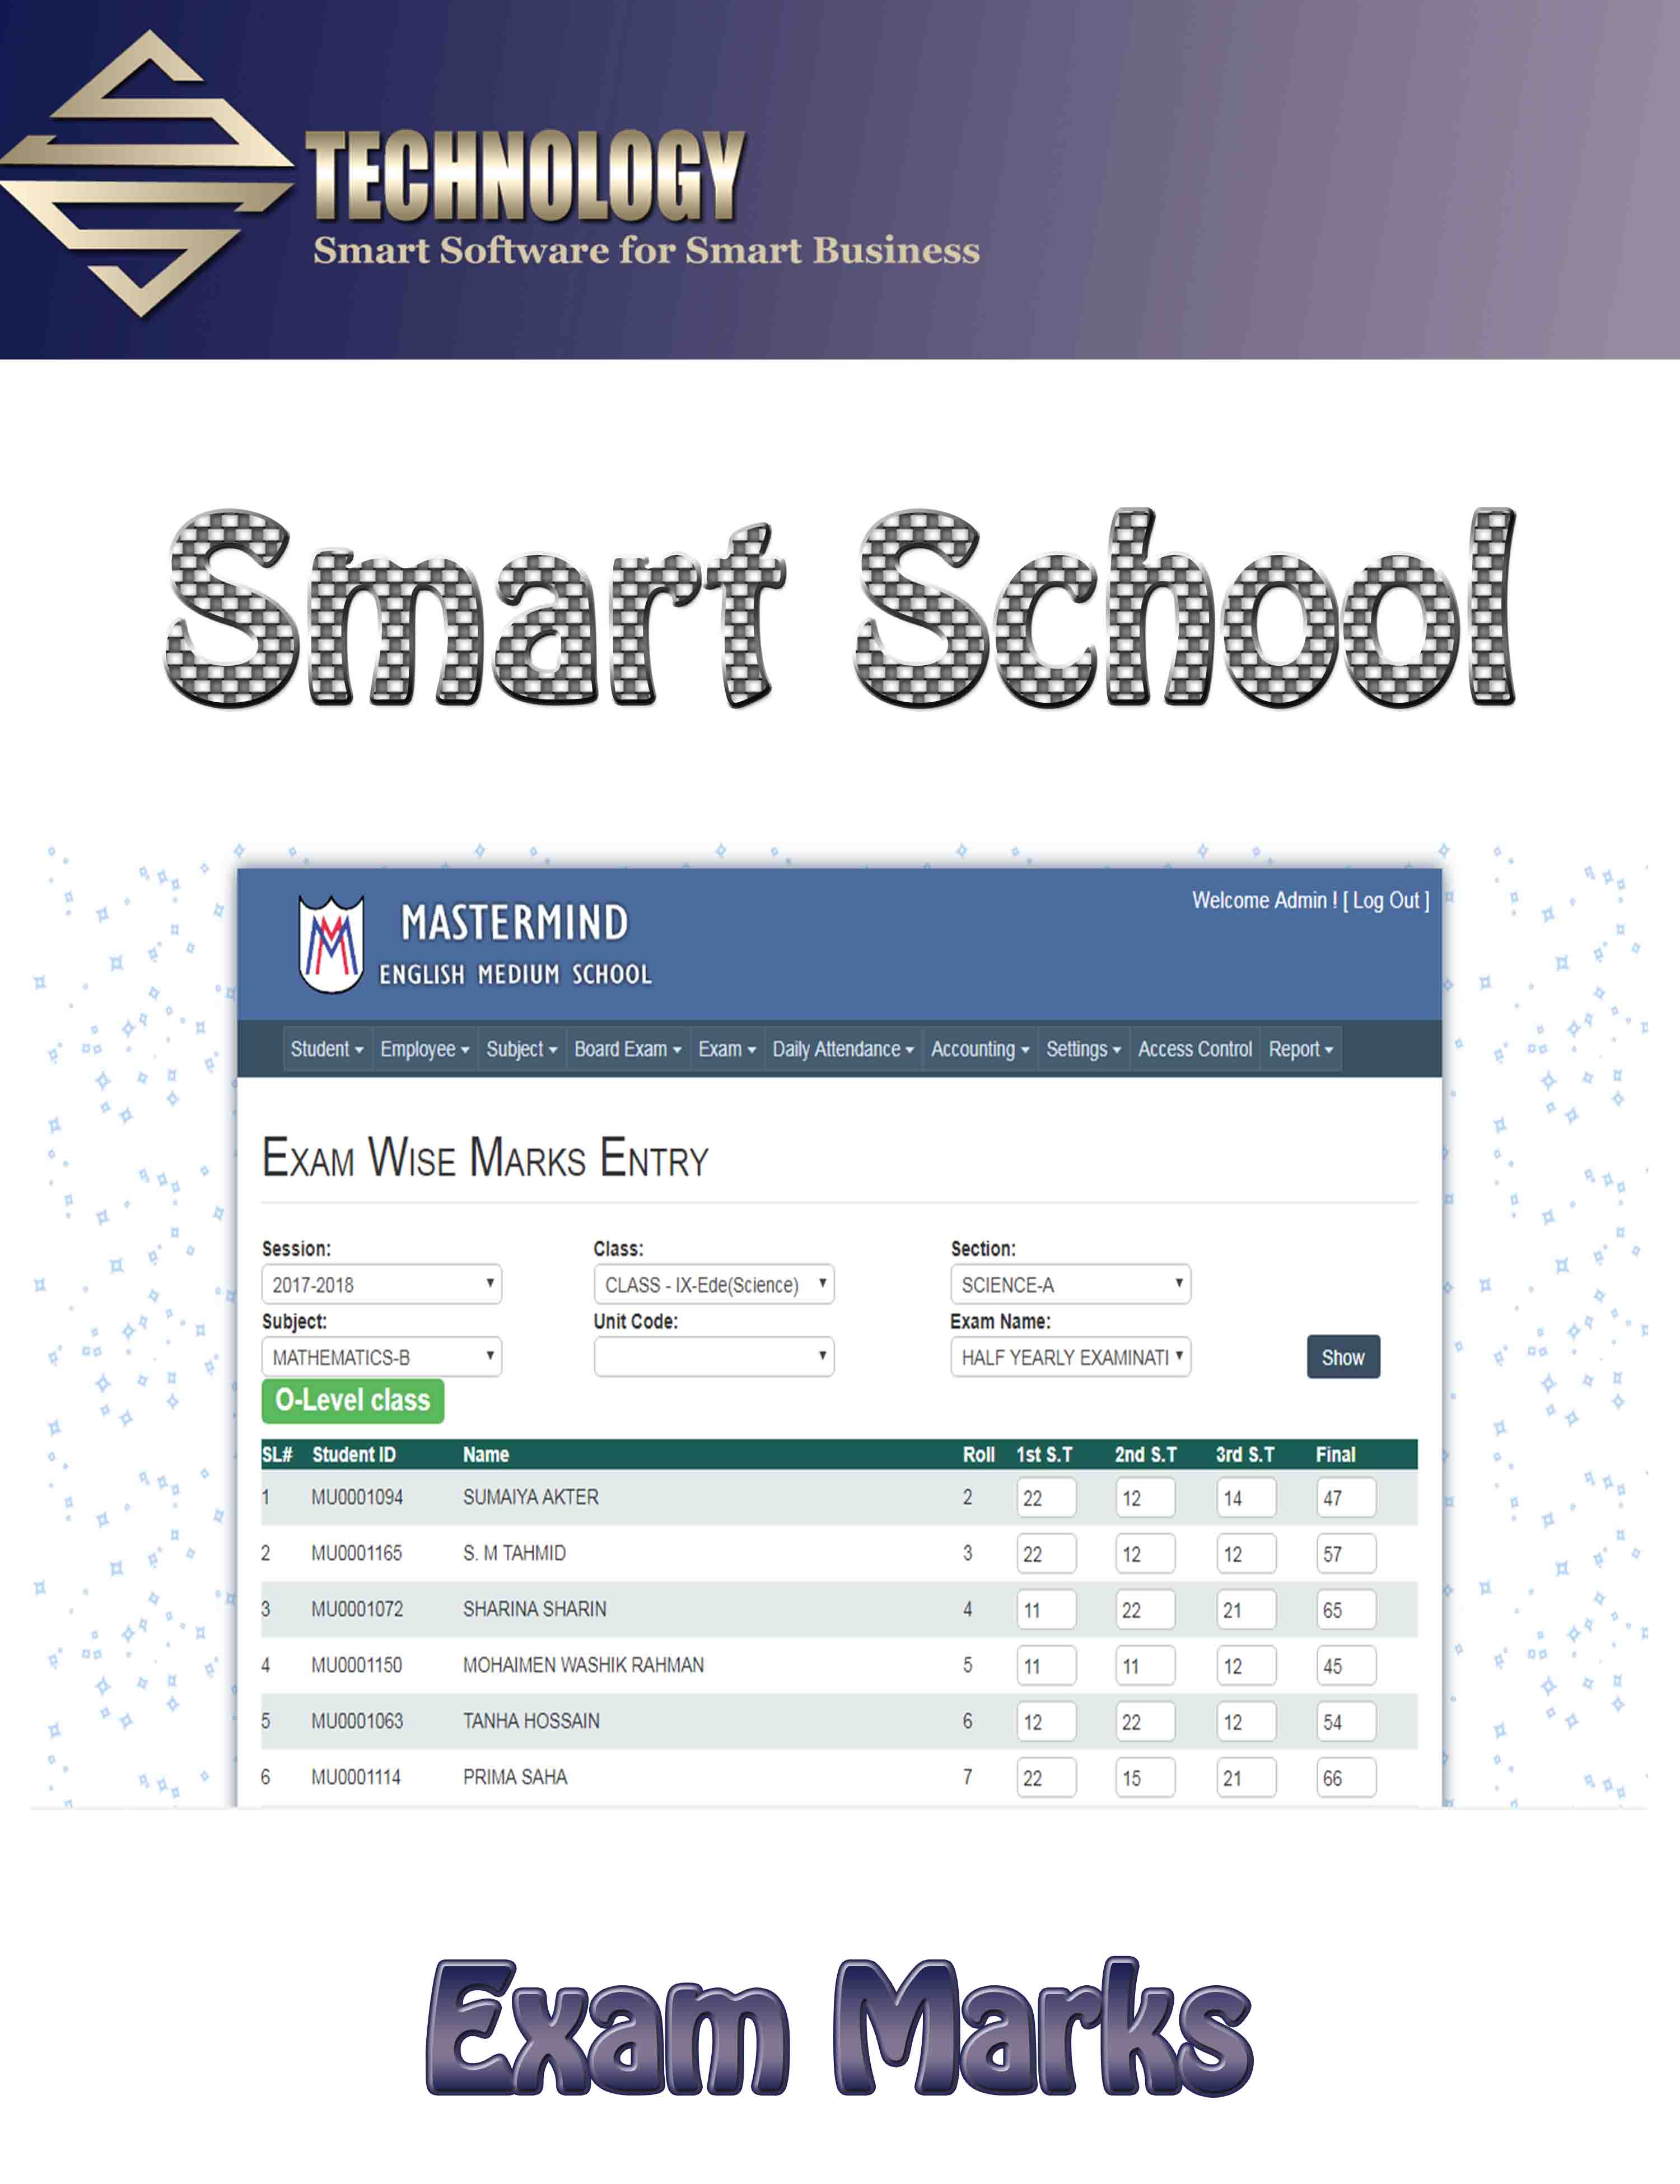 TECHNOLOGY
Smart Software for Smart Business
Smart School
MASTERMIND
ENGLISH MEDIUM SCHOOL
Welcome Admin ! [ Log Out ]
Student Employee Subject Board Exam Exam Daily Attendance Accounting Settings Access Control Report
EXAM WISE MARKS ENTRY
Session: Class: Section:
2017-2018 CLASS - IX-Ede(Science) SCIENCE-A
Subject: Unit Code: Exam Name:
MATHEMATICS-B HALF YEARLY EXAMINATI Show
O-Level class
SL# Student ID Name Roll 1st S.T 2nd S.T 3rd S.T Final
1 MU0001094 SUMAIYA AKTER 2 22 12 14 47
2 MU0001165 S. M TAHMID 3 22 12 12 57
3 MU0001072 SHARINA SHARIN 4 11 22 21 65
4 MU0001150 MOHAIMEN WASHIK RAHMAN 5 11 11 12 45
5 MU0001063 TANHA HOSSAIN 6 12 22 12 54
6 MU0001114 PRIMA SAHA 7 22 15 21 66
Exam Marks